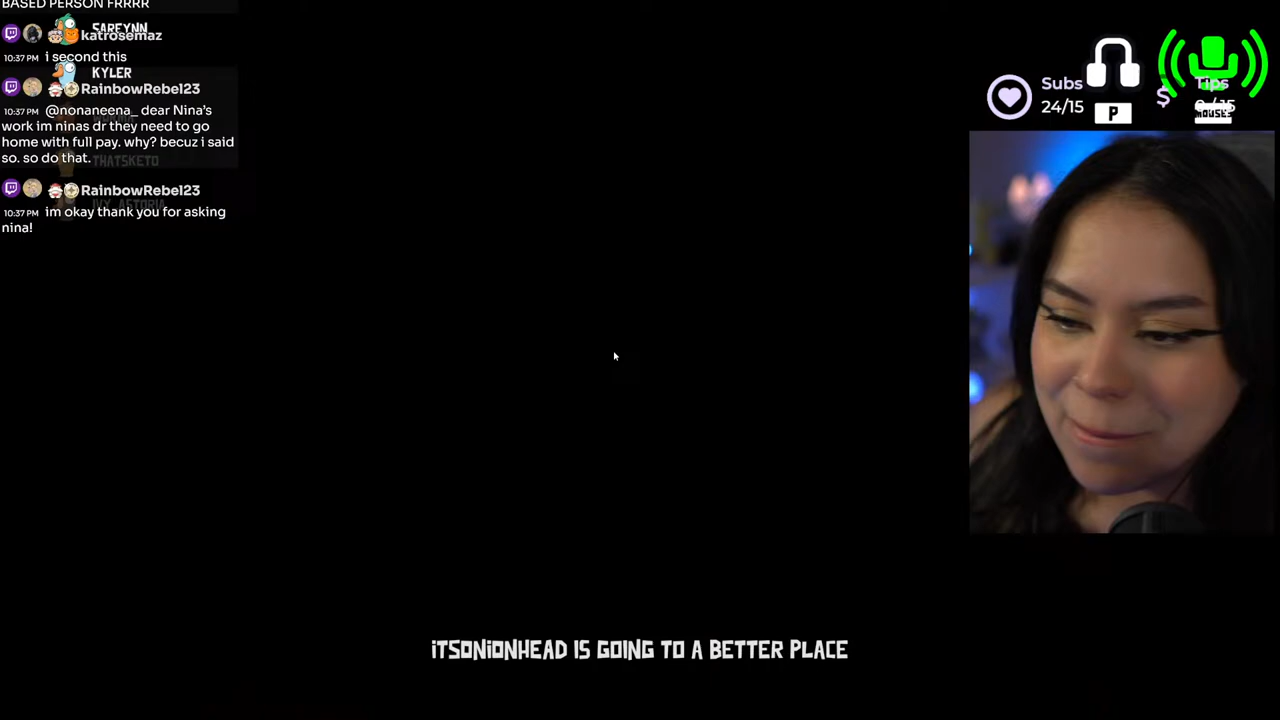 BASED PERSON FRRRR
SAREYNN
katrosemaz
10:37 PM i second this
KYLER
RainbowRebel23
10:37 PM @nonaneena_ dear Nina's
work im ninas dr they need to go
home with full pay. why? becuz i said
so. so do that.
THATSKETO
RainbowRebel23
IVY_ASTORIA
10:37 PM im okay thank you for asking
nina!
Subs
24/15
P
$
Tips
MOUSE3
ITSONIONHEAD IS GOING TO A BETTER PLACE